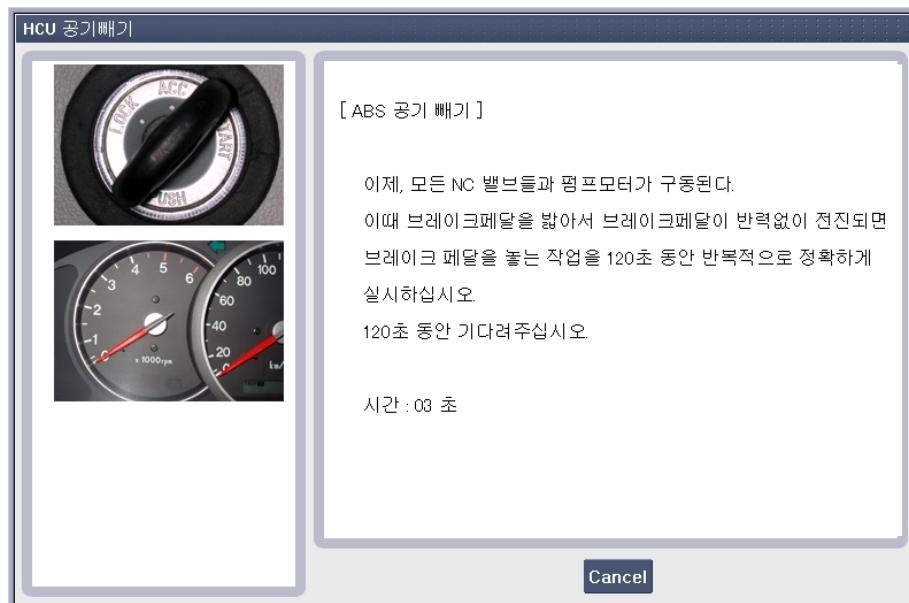 HCU 공기빼기
LOCK
ACC
START
PUSH
[ ABS 공기 빼기 ]
이제, 모든 NC 밸브들과 펌프모터가 구동된다.
이때 브레이크페달을 밟아서 브레이크페달이 반력없이 전진되면
브레이크 페달을 놓는 작업을 120초 동안 반복적으로 정확하게
실시하십시오.
120초 동안 기다려주십시오.
시간 : 03 초
0
1
2
3
4
5
6
x 1000rpm
0
20
40
60
80
100
km/
Cancel